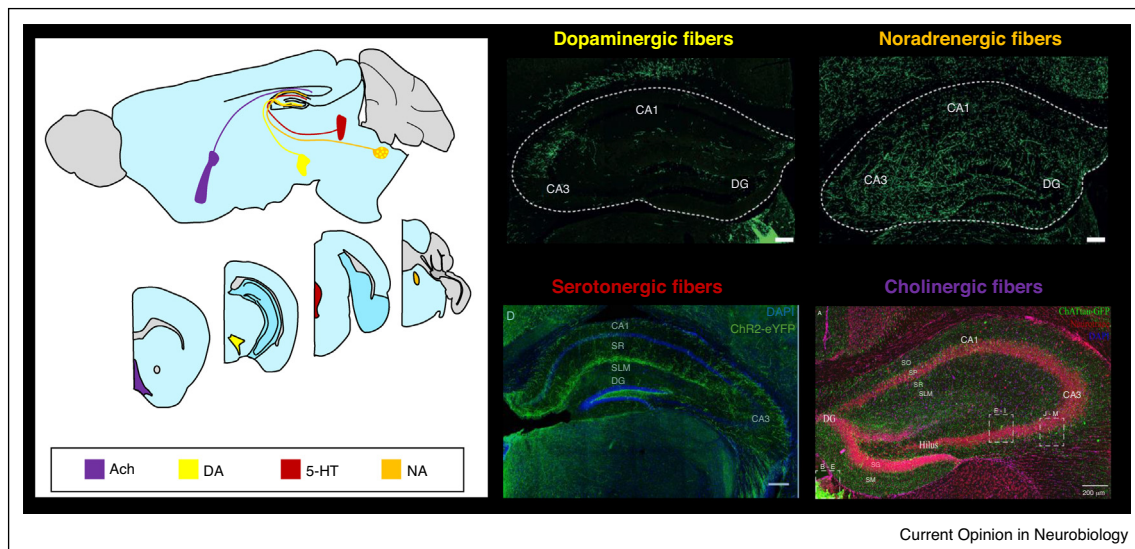 Dopaminergic fibers
Noradrenergic fibers
CA1
CA3
DG
CA1
CA3
DG
Serotonergic fibers
Cholinergic fibers
D
DAPI
ChR2-eYFP
CA1
SR
SLM
DG
CA3
A
ChATtau-GFP
CA1
SO
SP
SR
SLM
CA3
DG
B - I
J - M
Hilus
SG
B - E
SM
200 µm
Ach
DA
5-HT
NA
Current Opinion in Neurobiology